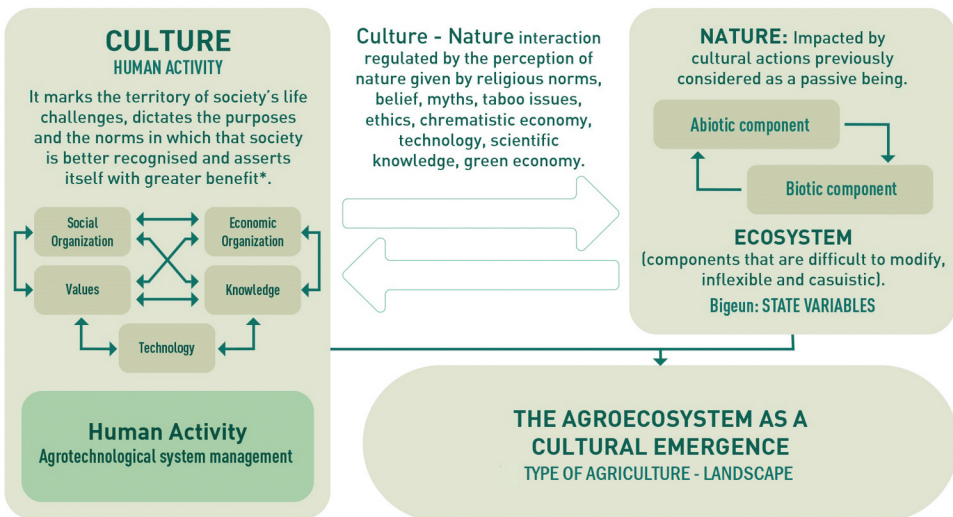 CULTURE
HUMAN ACTIVITY
It marks the territory of society's life
challenges, dictates the purposes
and the norms in which that society
is better recognised and asserts
itself with greater benefit*.
Social
Organization
Economic
Organization
Values
Knowledge
Technology
Human Activity
Agrotechnological system management
Culture - Nature interaction
regulated by the perception of
nature given by religious norms,
belief, myths, taboo issues,
ethics, chrematistic economy,
technology, scientific
knowledge, green economy.
NATURE: Impacted by
cultural actions previously
considered as a passive being.
Abiotic component
Biotic component
ECOSYSTEM
(components that are difficult to modify,
inflexible and casuistic).
Bigeun: STATE VARIABLES
THE AGROECOSYSTEM AS A
CULTURAL EMERGENCE
TYPE OF AGRICULTURE - LANDSCAPE